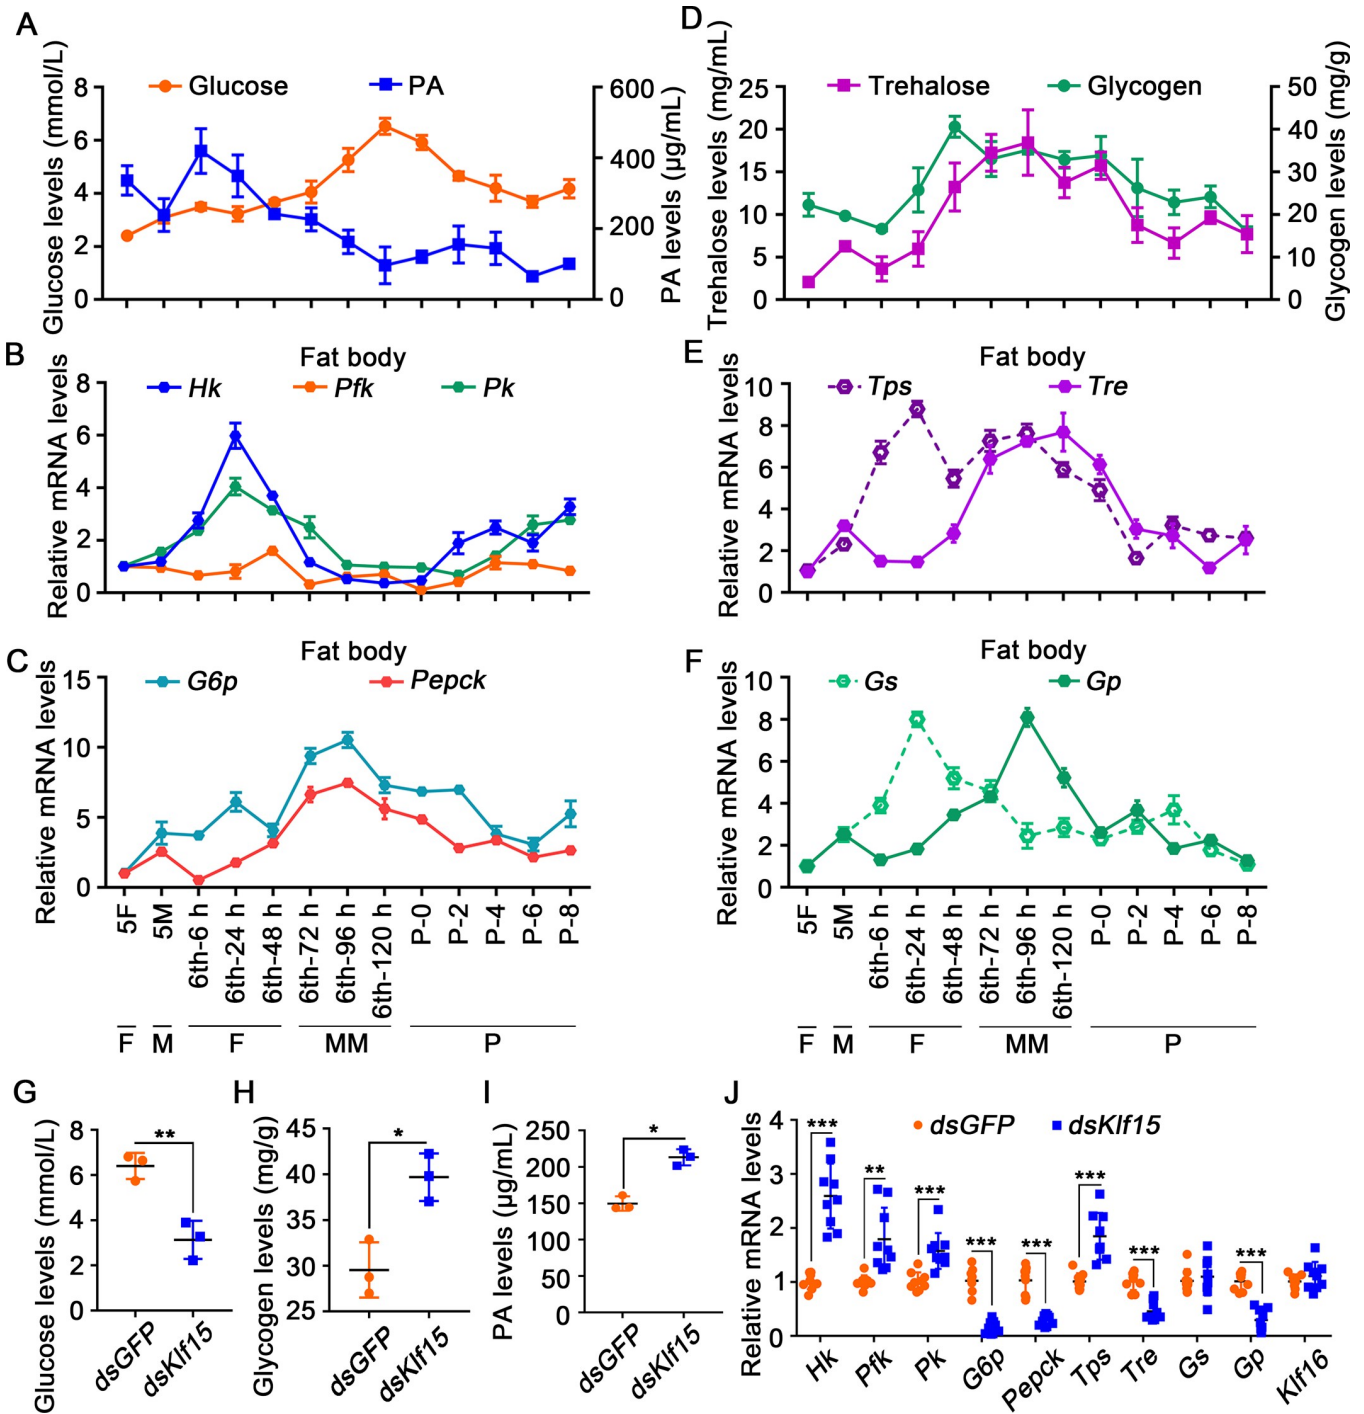 A
Glucose levels (mmol/L)
8
6
4
2
0
Glucose
PA
600
400
200
0
PA levels (µg/mL)
D
Trehalose levels (mg/mL)
25
20
15
10
5
0
Trehalose
Glycogen
50
40
30
20
10
0
Glycogen levels (mg/g)
B
Fat body
Relative mRNA levels
8
6
4
2
0
Hk
Pfk
Pk
E
Fat body
Relative mRNA levels
10
8
6
4
2
0
Tps
Tre
C
Fat body
Relative mRNA levels
15
10
5
0
G6p
Pepck
5F
5M
6th-6 h
6th-24 h
6th-48 h
6th-72 h
6th-96 h
6th-120 h
P-0
P-2
P-4
P-6
P-8
F
M
F
MM
P
F
Fat body
Relative mRNA levels
10
8
6
4
2
0
Gs
Gp
5F
5M
6th-6 h
6th-24 h
6th-48 h
6th-72 h
6th-96 h
6th-120 h
P-0
P-2
P-4
P-6
P-8
F
M
F
MM
P
G
Glucose levels (mmol/L)
8
6
4
2
0
**
dsGFP
dsKlf15
H
Glycogen levels (mg/g)
45
40
35
30
25
*
dsGFP
dsKlf15
I
PA levels (µg/mL)
250
200
150
100
50
0
*
dsGFP
dsKlf15
J
Relative mRNA levels
4
3
2
1
0
dsGFP
dsKlf15
***
**
***
***
***
***
***
***
Hk
Pfk
Pk
G6p
Pepck
Tps
Tre
Gs
Gp
Klf16